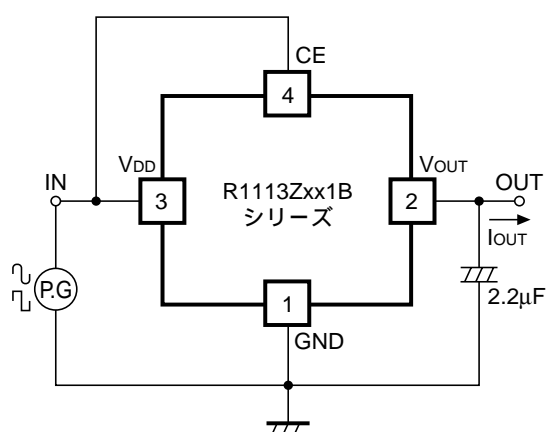 CE
4
VDD
VOUT
IN
3
R1113Zxx1B
シリーズ
2
OUT
IOUT
P.G
1
2.2μF
GND